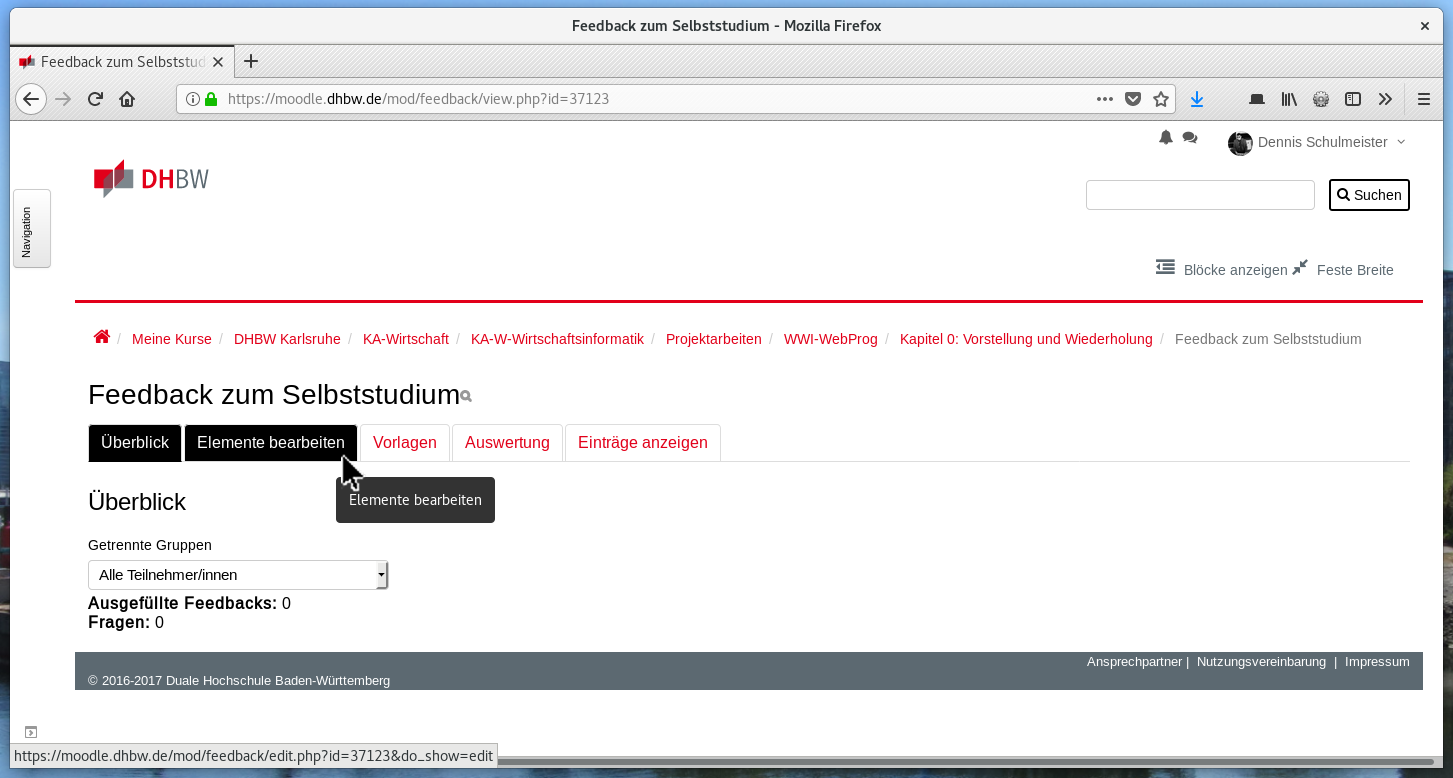 Feedback zum Selbststudium - Mozilla Firefox
Feedback zum Selbststud
https://moodle.dhbw.de/mod/feedback/view.php?id=37123
Dennis Schulmeister
DHBW
Navigation
Suchen
Blöcke anzeigen Feste Breite
/ Meine Kurse / DHBW Karlsruhe / KA-Wirtschaft / KA-W-Wirtschaftsinformatik / Projektarbeiten / WWI-WebProg / Kapitel 0: Vorstellung und Wiederholung / Feedback zum Selbststudium
Feedback zum Selbststudium
Überblick Elemente bearbeiten Vorlagen Auswertung Einträge anzeigen
Elemente bearbeiten
Überblick
Getrennte Gruppen
Alle Teilnehmer/innen
Ausgefüllte Feedbacks: 0
Fragen: 0
Ansprechpartner | Nutzungsvereinbarung | Impressum
© 2016-2017 Duale Hochschule Baden-Württemberg
https://moodle.dhbw.de/mod/feedback/edit.php?id=37123&do_show=edit